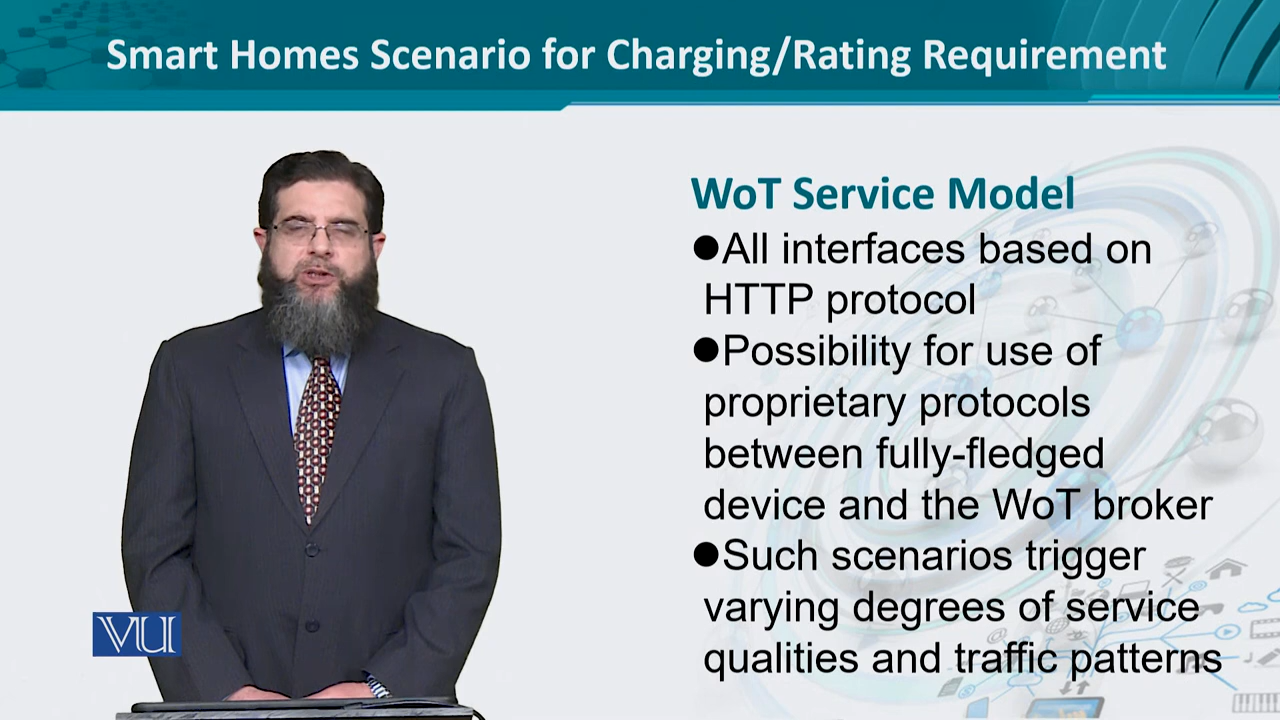 Smart Homes Scenario for Charging/Rating Requirement
WoT Service Model
●All interfaces based on
HTTP protocol
●Possibility for use of
proprietary protocols
between fully-fledged
device and the WoT broker
●Such scenarios trigger
varying degrees of service
qualities and traffic patterns
VU